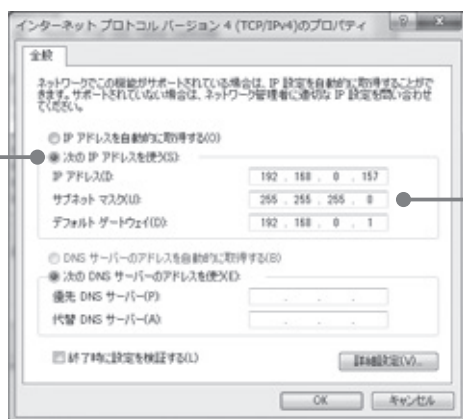 インターネット プロトコル バージョン 4 (TCP/IPv4)のプロパティ
全般
ネットワークでこの機能がサポートされている場合は、IP 設定を自動的に取得することがで
きます。サポートされていない場合は、ネットワーク管理者に適切な IP 設定を問い合わせ
てください。
IP アドレスを自動的に取得する(O)
次の IP アドレスを使う(S):
IP アドレス(I): 192 . 168 . 0 . 157
サブネット マスク(U): 255 . 255 . 255 . 0
デフォルト ゲートウェイ(D): 192 . 168 . 0 . 1
DNS サーバーのアドレスを自動的に取得する(B)
次の DNS サーバーのアドレスを使う(E):
優先 DNS サーバー(P): . . .
代替 DNS サーバー(A): . . .
終了時に設定を検証する(L)
詳細設定(V)...
OK
キャンセル